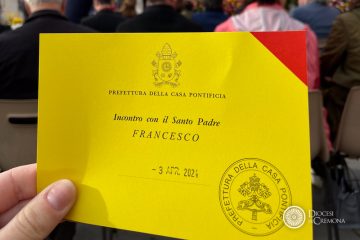 PREFETTURA DELLA CASA PONTIFICIA
Incontro con il Santo Padre
FRANCESCO
- 3 APR. 2024
PREFETTURA DELLA CASA PONTIFICIA
DIOCESI
DI CREMONA